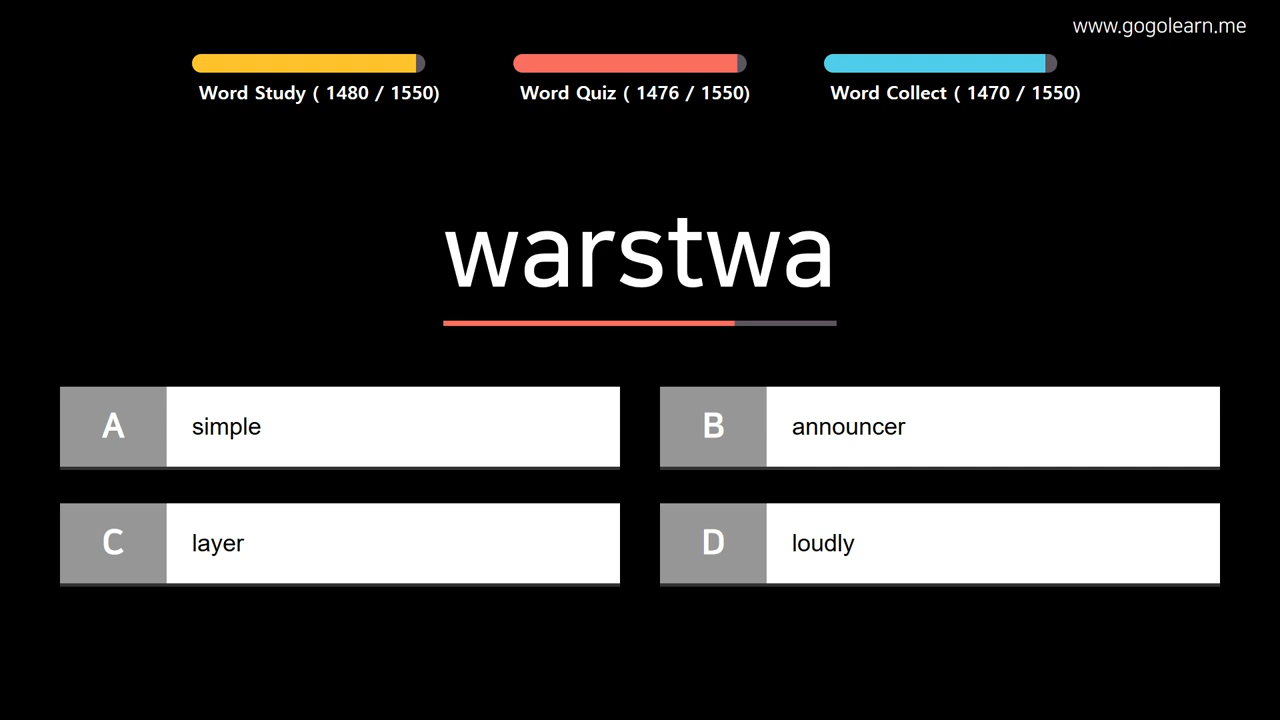 www.gogolearn.me
Word Study ( 1480 / 1550)
Word Quiz ( 1476 / 1550)
Word Collect ( 1470 / 1550)
warstwa
A simple
B announcer
C layer
D loudly